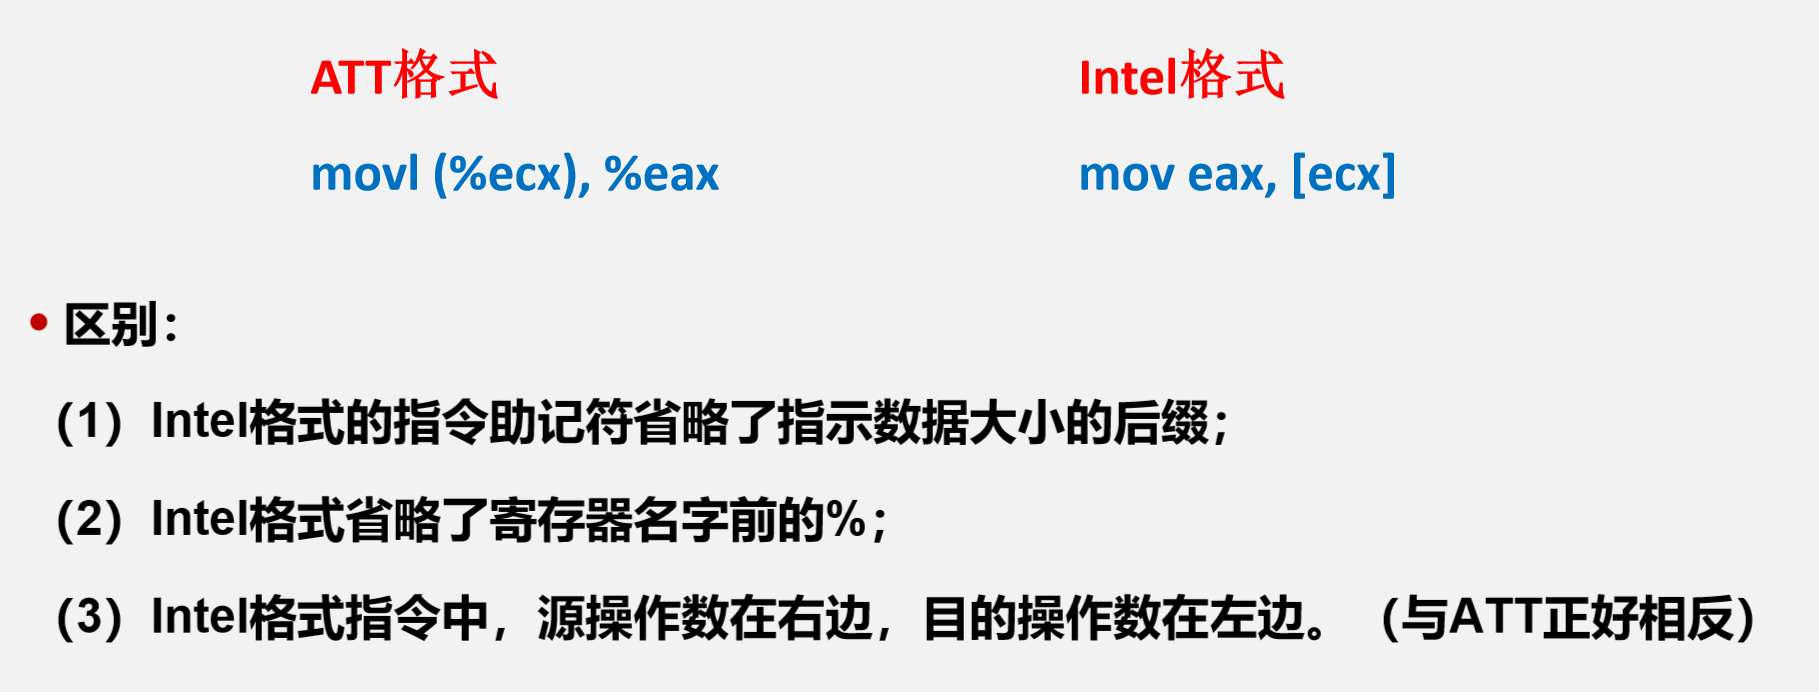 ATT格式 Intel格式
movl (%ecx), %eax mov eax, [ecx]
• 区别：
（1）Intel格式的指令助记符省略了指示数据大小的后缀；
（2）Intel格式省略了寄存器名字前的%；
（3）Intel格式指令中，源操作数在右边，目的操作数在左边。（与ATT正好相反）